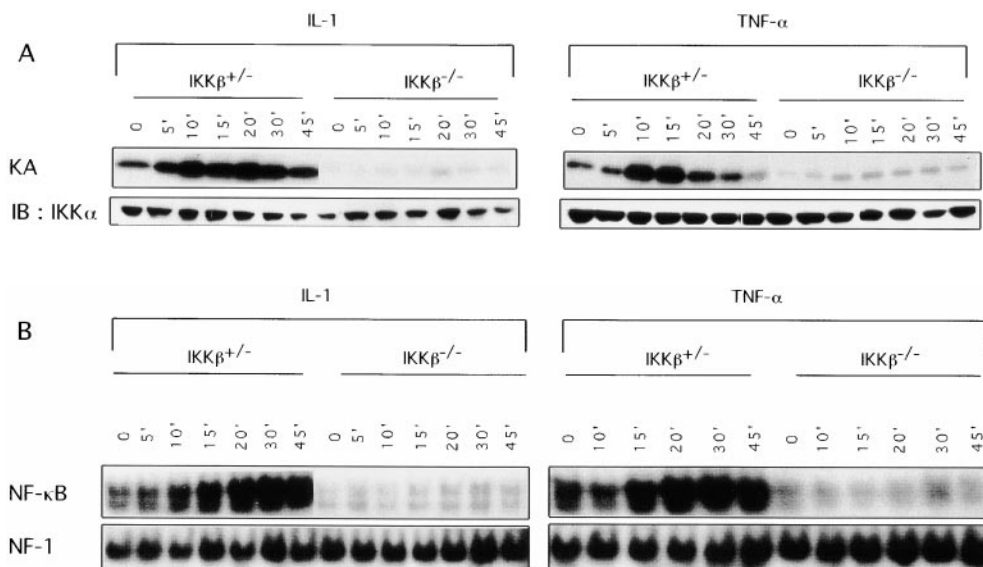 IL-1 TNF-α
A
IKKβ+/- IKKβ-/- IKKβ+/- IKKβ-/-
0 5' 10' 15' 20' 30' 45' 0 5' 10' 15' 20' 30' 45' 0 5' 10' 15' 20' 30' 45' 0 5' 10' 15' 20' 30' 45'
KA
IB : IKKα
IL-1 TNF-α
B
IKKβ+/- IKKβ-/- IKKβ+/- IKKβ-/-
0 5' 10' 15' 20' 30' 45' 0 5' 10' 15' 20' 30' 45' 0 10' 15' 20' 30' 45' 0 10' 15' 20' 30' 45'
NF-κB
NF-1